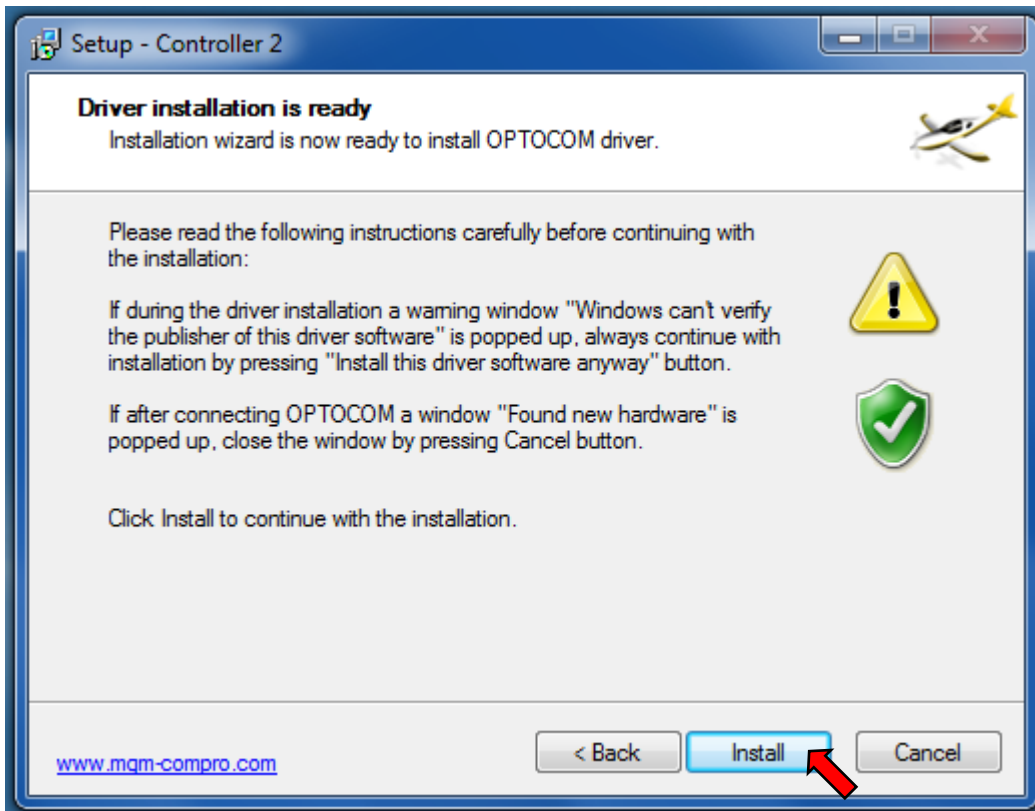 Setup - Controller 2
Driver installation is ready
Installation wizard is now ready to install OPTOCOM driver.
Please read the following instructions carefully before continuing with
the installation:
If during the driver installation a warning window "Windows can't verify
the publisher of this driver software" is popped up, always continue with
installation by pressing "Install this driver software anyway" button.
If after connecting OPTOCOM a window "Found new hardware" is
popped up, close the window by pressing Cancel button.
Click Install to continue with the installation.
www.mgm-compro.com
< Back
Install
Cancel